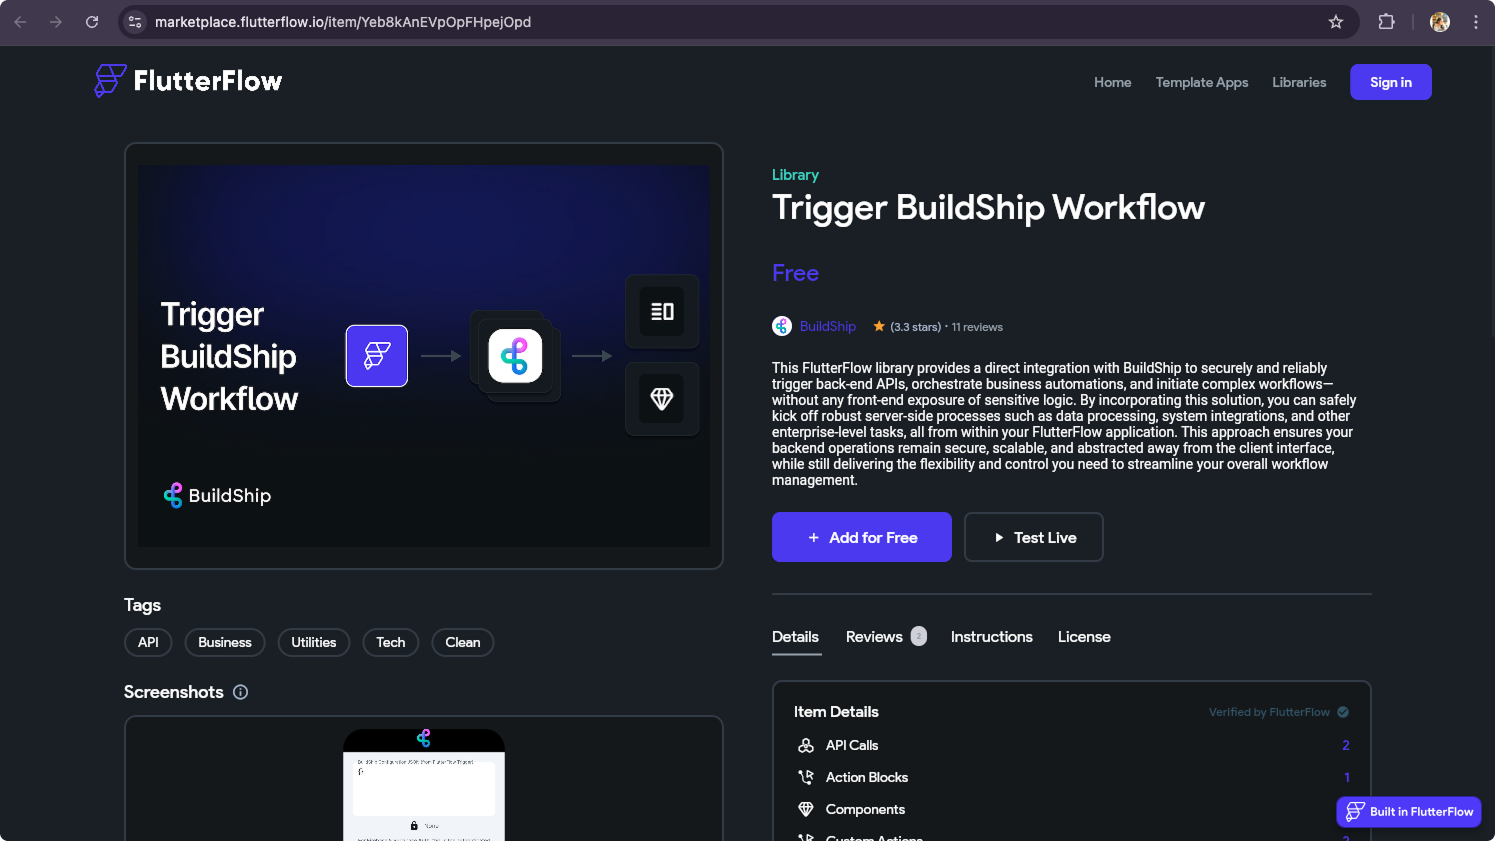 marketplace.flutterflow.io/item/Yeb8kAnEVpOpFHpejOpd
FlutterFlow
Home
Template Apps
Libraries
Sign in
Trigger
BuildShip
Workflow
BuildShip
Library
Trigger BuildShip Workflow
Free
BuildShip
(3.3 stars) • 11 reviews
This FlutterFlow library provides a direct integration with BuildShip to securely and reliably
trigger back-end APIs, orchestrate business automations, and initiate complex workflows—
without any front-end exposure of sensitive logic. By incorporating this solution, you can safely
kick off robust server-side processes such as data processing, system integrations, and other
enterprise-level tasks, all from within your FlutterFlow application. This approach ensures your
backend operations remain secure, scalable, and abstracted away from the client interface,
while still delivering the flexibility and control you need to streamline your overall workflow
management.
+ Add for Free
Test Live
Tags
API
Business
Utilities
Tech
Clean
Screenshots
BuildShip Configuration JSON (from FlutterFlow Trigger)
{}
None
Details
Reviews 2
Instructions
License
Item Details
Verified by FlutterFlow
API Calls 2
Action Blocks 1
Components
Custom Actions
Built in FlutterFlow